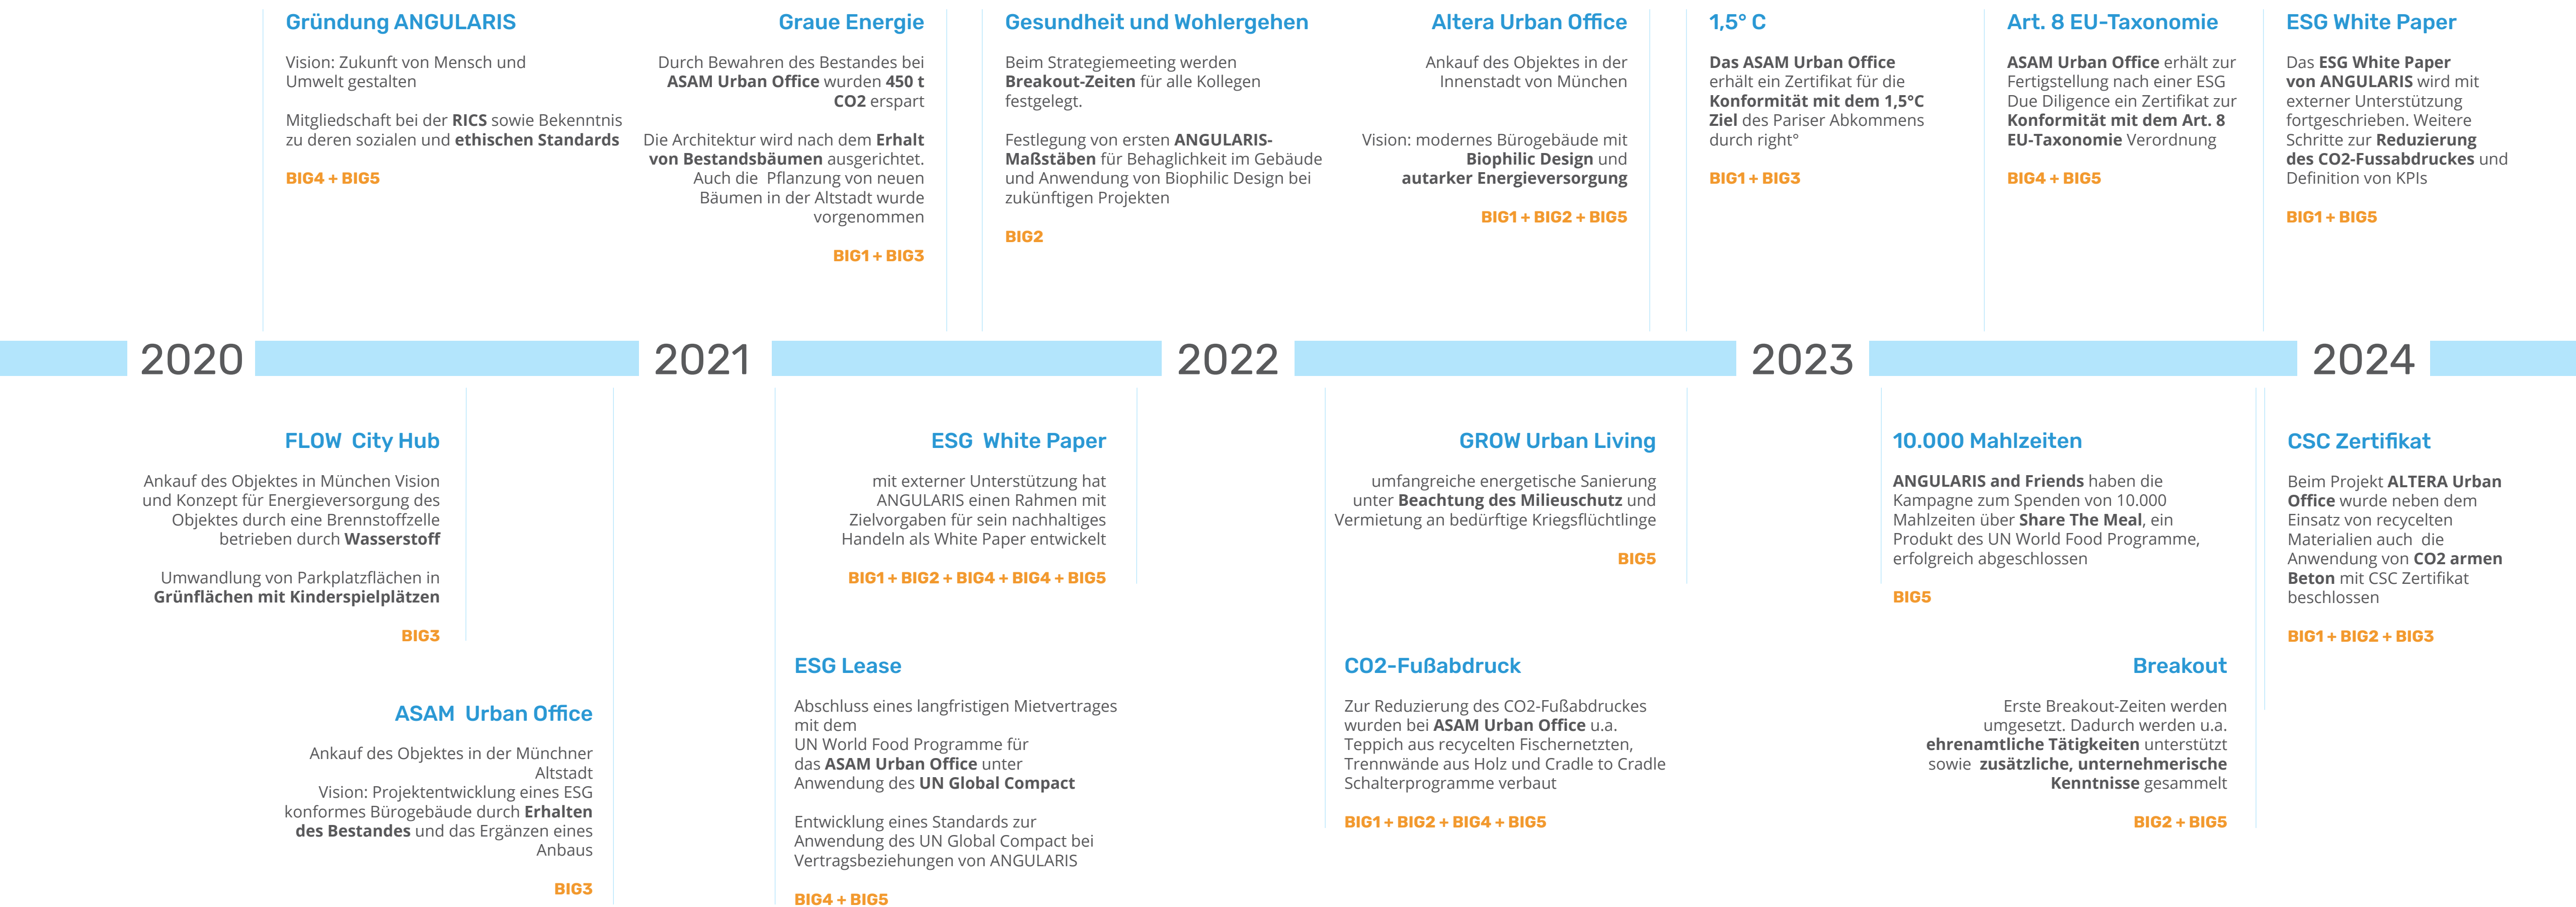 Gründung ANGULARIS
Vision: Zukunft von Mensch und
Umwelt gestalten
Mitgliedschaft bei der RICS sowie Bekenntnis
zu deren sozialen und ethischen Standards
BIG4 + BIG5
Graue Energie
Durch Bewahren des Bestandes bei
ASAM Urban Office wurden 450 t
CO2 erspart
Die Architektur wird nach dem Erhalt
von Bestandsbäumen ausgerichtet.
Auch die Pflanzung von neuen
Bäumen in der Altstadt wurde
vorgenommen
BIG1 + BIG3
Gesundheit und Wohlergehen
Beim Strategiemeeting werden
Breakout-Zeiten für alle Kollegen
festgelegt.
Festlegung von ersten ANGULARIS-
Maßstäben für Behaglichkeit im Gebäude
und Anwendung von Biophilic Design bei
zukünftigen Projekten
BIG2
Altera Urban Office
Ankauf des Objektes in der
Innenstadt von München
Vision: modernes Bürogebäude mit
Biophilic Design und
autarker Energieversorgung
BIG1 + BIG2 + BIG5
1,5° C
Das ASAM Urban Office
erhält ein Zertifikat für die
Konformität mit dem 1,5°C
Ziel des Pariser Abkommens
durch right°
BIG1 + BIG3
Art. 8 EU-Taxonomie
ASAM Urban Office erhält zur
Fertigstellung nach einer ESG
Due Diligence ein Zertifikat zur
Konformität mit dem Art. 8
EU-Taxonomie Verordnung
BIG4 + BIG5
ESG White Paper
Das ESG White Paper
von ANGULARIS wird mit
externer Unterstützung
fortgeschrieben. Weitere
Schritte zur Reduzierung
des CO2-Fussabdruckes und
Definition von KPIs
BIG1 + BIG5
2020
2021
2022
2023
2024
FLOW City Hub
Ankauf des Objektes in München Vision
und Konzept für Energieversorgung des
Objektes durch eine Brennstoffzelle
betrieben durch Wasserstoff
Umwandlung von Parkplatzflächen in
Grünflächen mit Kinderspielplätzen
BIG3
ASAM Urban Office
Ankauf des Objektes in der Münchner
Altstadt
Vision: Projektentwicklung eines ESG
konformes Bürogebäude durch Erhalten
des Bestandes und das Ergänzen eines
Anbaus
BIG3
ESG White Paper
mit externer Unterstützung hat
ANGULARIS einen Rahmen mit
Zielvorgaben für sein nachhaltiges
Handeln als White Paper entwickelt
BIG1 + BIG2 + BIG4 + BIG4 + BIG5
ESG Lease
Abschluss eines langfristigen Mietvertrages
mit dem
UN World Food Programme für
das ASAM Urban Office unter
Anwendung des UN Global Compact
Entwicklung eines Standards zur
Anwendung des UN Global Compact bei
Vertragsbeziehungen von ANGULARIS
BIG4 + BIG5
GROW Urban Living
umfangreiche energetische Sanierung
unter Beachtung des Milieuschutz und
Vermietung an bedürftige Kriegsflüchtlinge
BIG5
CO2-Fußabdruck
Zur Reduzierung des CO2-Fußabdruckes
wurden bei ASAM Urban Office u.a.
Teppich aus recycelten Fischernetzten,
Trennwände aus Holz und Cradle to Cradle
Schalterprogramme verbaut
BIG1 + BIG2 + BIG4 + BIG5
10.000 Mahlzeiten
ANGULARIS and Friends haben die
Kampagne zum Spenden von 10.000
Mahlzeiten über Share The Meal, ein
Produkt des UN World Food Programme,
erfolgreich abgeschlossen
BIG5
Breakout
Erste Breakout-Zeiten werden
umgesetzt. Dadurch werden u.a.
ehrenamtliche Tätigkeiten unterstützt
sowie zusätzliche, unternehmerische
Kenntnisse gesammelt
BIG2 + BIG5
CSC Zertifikat
Beim Projekt ALTERA Urban
Office wurde neben dem
Einsatz von recycelten
Materialien auch die
Anwendung von CO2 armen
Beton mit CSC Zertifikat
beschlossen
BIG1 + BIG2 + BIG3